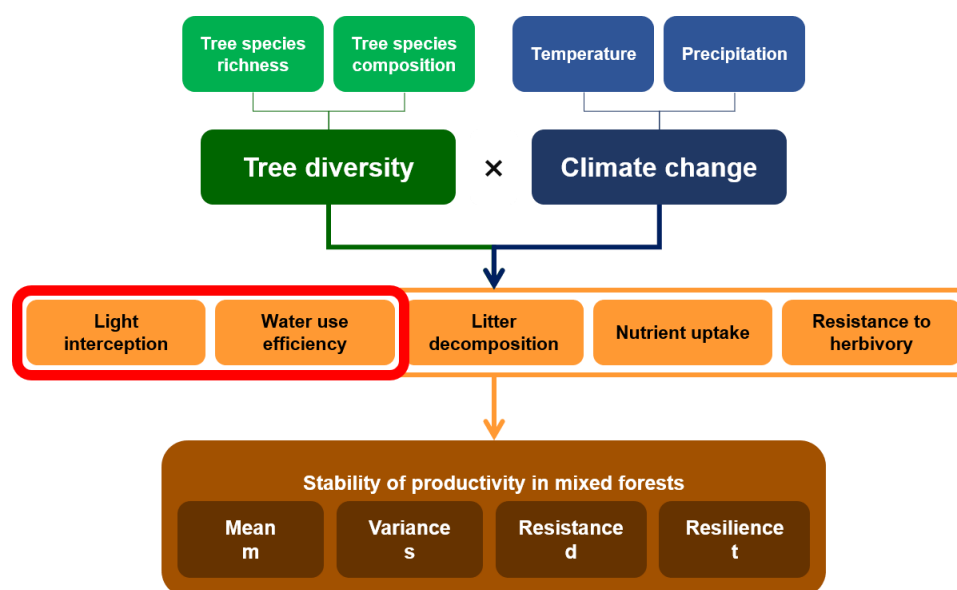 Tree species
richness
Tree species
composition
Temperature
Precipitation
Tree diversity
×
Climate change
Light
interception
Water use
efficiency
Litter
decomposition
Nutrient uptake
Resistance to
herbivory
Stability of productivity in mixed forests
Mean
m
Variance
s
Resistance
d
Resilience
t